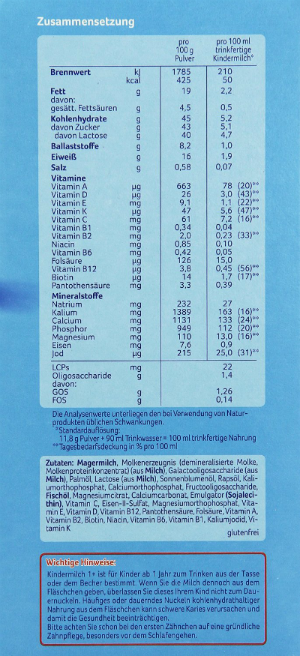 Zusammensetzung
pro 100 g Pulver pro 100 ml trinkfertige Kindermilch*
Brennwert kJ 1785 210
kcal 425 50
Fett g 19 2,2
davon:
gesätt. Fettsäuren g 4,5 0,5
Kohlenhydrate g 45 5,2
davon Zucker g 43 5,1
davon Lactose g 40 4,7
Ballaststoffe g 8,2 1,0
Eiweiß g 16 1,9
Salz g 0,58 0,07
Vitamine
Vitamin A µg 663 78 (20)**
Vitamin D µg 26 3,0 (43)**
Vitamin E mg 9,1 1,1 (22)**
Vitamin K µg 47 5,6 (47)**
Vitamin C mg 61 7,2 (16)**
Vitamin B1 mg 0,34 0,04
Vitamin B2 mg 2,0 0,23 (33)**
Niacin mg 0,85 0,10
Vitamin B6 mg 0,42 0,05
Folsäure µg 126 15,0
Vitamin B12 µg 3,8 0,45 (56)**
Biotin µg 14 1,7 (17)**
Pantothensäure mg 3,3 0,39
Mineralstoffe
Natrium mg 232 27
Kalium mg 1389 163 (16)**
Calcium mg 1131 133 (24)**
Phosphor mg 949 112 (20)**
Magnesium mg 110 13,0 (16)**
Eisen mg 7,6 0,9
Jod µg 215 25,0 (31)**
LCPs mg 22
Oligosaccharide g 1,4
davon:
GOS g 1,26
FOS g 0,14
Die Analysenwerte unterliegen den bei Verwendung von Natur-
produkten üblichen Schwankungen.
*Standardauflösung:
11,8 g Pulver + 90 ml Trinkwasser = 100 ml trinkfertige Nahrung
**Tagesbedarfsdeckung in % pro 100 ml
Zutaten: Magermilch, Molkenerzeugnis (demineralisierte Molke,
Molkenproteinkonzentrat) (aus Milch), Galactooligosaccharide (aus
Milch), Palmöl, Lactose (aus Milch), Sonnenblumenöl, Rapsöl, Kali-
umorthophosphat, Calciumorthophosphat, Fructooligosaccharide,
Fischöl, Magnesiumcitrat, Calciumcarbonat, Emulgator (Sojaleci-
thin), Vitamin C, Eisen-II-Sulfat, Magnesiumorthophosphat, Vita-
min E, Vitamin D, Vitamin B12, Pantothensäure, Folsäure, Vitamin A,
Vitamin B2, Biotin, Niacin, Vitamin B6, Vitamin B1, Kaliumjodid, Vi-
tamin K
glutenfrei
Wichtige Hinweise:
Kindermilch 1+ ist für Kinder ab 1 Jahr zum Trinken aus der Tasse
oder dem Becher bestimmt. Wenn Sie die Milch dennoch aus dem
Fläschchen geben, überlassen Sie dieses Ihrem Kind nicht zum Dau-
ernuckeln. Häufiges oder dauerndes Nuckeln kohlenhydrathaltiger
Nahrung aus dem Fläschchen kann schwere Karies verursachen und
damit die Gesundheit beeinträchtigen.
Bitte achten Sie schon bei den ersten Zähnchen auf eine gründliche
Zahnpflege, besonders vor dem Schlafengehen.